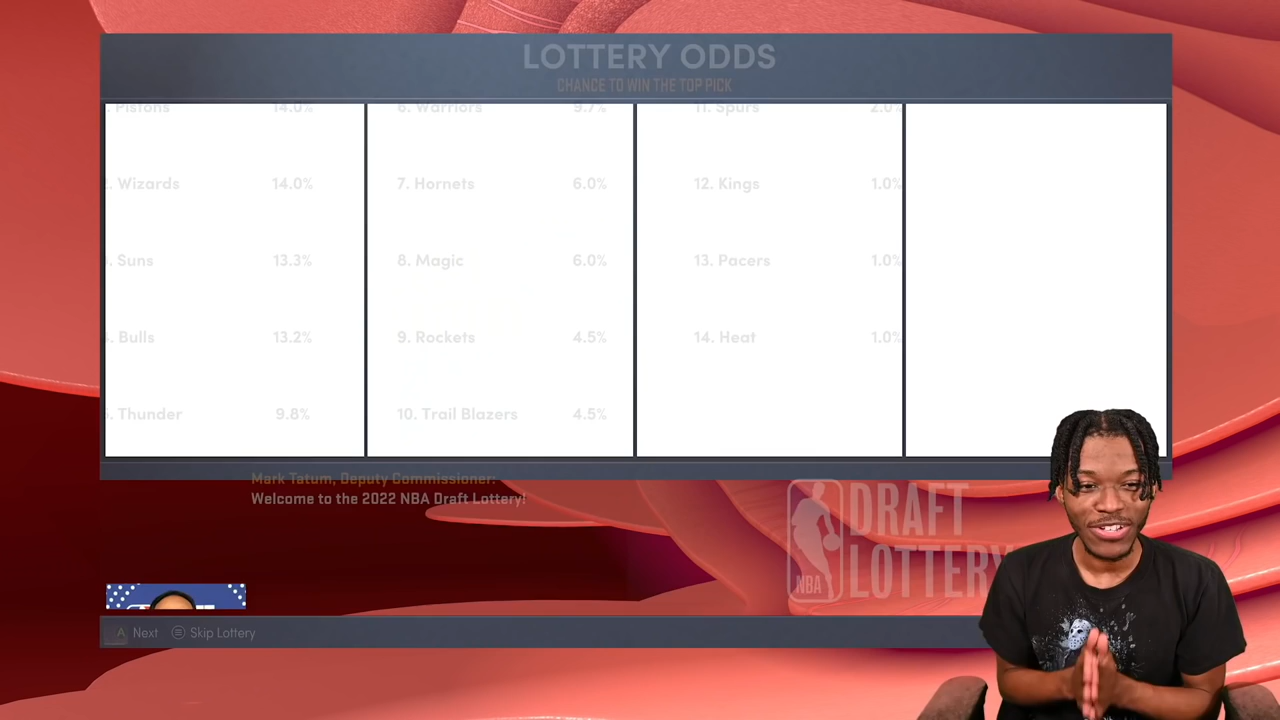 LOTTERY ODDS
CHANCE TO WIN THE TOP PICK
. Pistons 14.0%
2. Wizards 14.0%
. Suns 13.3%
. Bulls 13.2%
. Thunder 9.8%
6. Warriors 9.7%
7. Hornets 6.0%
8. Magic 6.0%
9. Rockets 4.5%
10. Trail Blazers 4.5%
11. Spurs 2.0%
12. Kings 1.0%
13. Pacers 1.0%
14. Heat 1.0%
Mark Tatum, Deputy Commissioner:
Welcome to the 2022 NBA Draft Lottery!
DRAFT
LOTTERY
NBA
A Next Skip Lottery